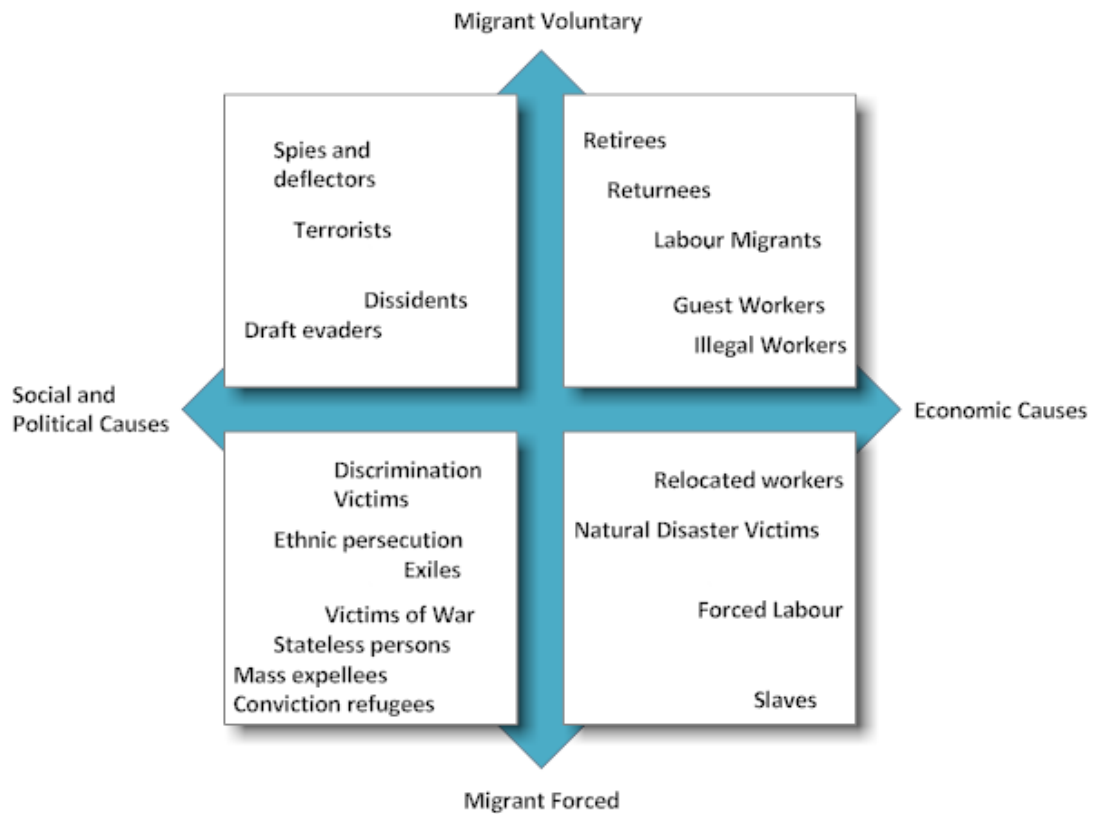 Migrant Voluntary
Spies and
deflectors
Terrorists
Dissidents
Draft evaders
Retirees
Returnees
Labour Migrants
Guest Workers
Illegal Workers
Social and
Political Causes
Economic Causes
Discrimination
Victims
Ethnic persecution
Exiles
Victims of War
Stateless persons
Mass expellees
Conviction refugees
Relocated workers
Natural Disaster Victims
Forced Labour
Slaves
Migrant Forced